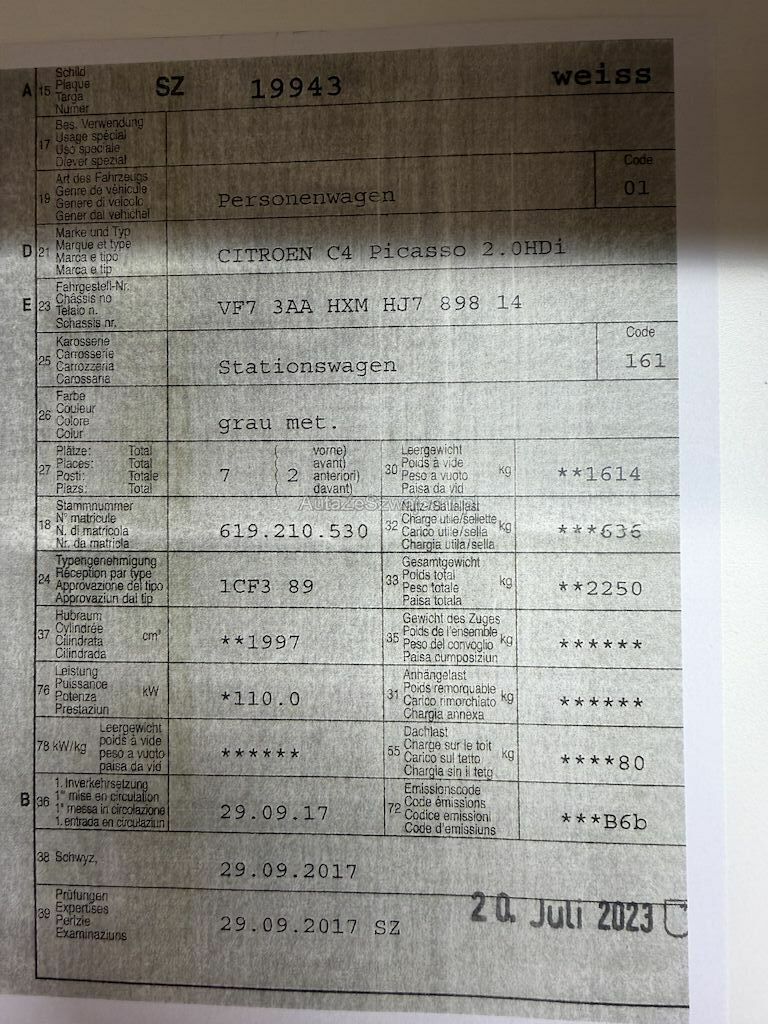 A 15 Schild SZ 19943 weiss
Plaque
Targa
Numer
17 Bes. Verwendung
Usage spécial
Uso speciale
Diever spezial
19 Art des Fahrzeugs Personenwagen Code
Genre de véhicule 01
Genere di veicolo
Gener dal vehichel
D 21 Marke und Typ CITROEN C4 Picasso 2.0HDi
Marque et type
Marca e tipo
Marca e tip
E 23 Fahrgestell-Nr. VF7 3AA HXM HJ7 898 14
Châssis no
Telaio n.
Schassis nr.
25 Karosserie Stationswagen Code
Carrosserie 161
Carrozzeria
Carossaria
26 Farbe grau met.
Couleur
Colore
Colur
27 Plätze: Total 7 ( 2 vorne)
Places: Total avant)
Posti: Totale anteriori)
Plazs: Total davant)
30 Leergewicht kg **1614
Poids à vide
Peso a vuoto
Paisa da vid
18 Stammnummer 619.210.530
N° matricule
N. di matricola
Nr. da matricla
32 Nutz-/Sattellast kg ***636
Charge utile/sellette
Carico utile/sella
Chargia utila/sella
24 Typengenehmigung 1CF3 89
Réception par type
Approvazione del tipo
Approvaziun dal tip
33 Gesamtgewicht kg **2250
Poids total
Peso totale
Paisa totala
37 Hubraum cm³ **1997
Cylindrée
Cilindrata
Cilindrada
35 Gewicht des Zuges kg ******
Poids de l'ensemble
Peso del convoglio
Paisa cumposiziun
76 Leistung kW *110.0
Puissance
Potenza
Prestaziun
31 Anhängelast kg ******
Poids remorquable
Carico rimorchiato
Chargia annexa
78 kW/kg Leergewicht ******
poids à vide
peso a vuoto
paisa da vid
55 Dachlast kg ****80
Charge sur le toit
Carico sul tetto
Chargia sin il tetg
B 36 1. Inverkehrsetzung 29.09.17
1re mise en circulation
1a messa in circolazione
1. entrada en circulaziun
72 Emissionscode ***B6b
Code émissions
Codice emissioni
Code d'emissiuns
38 Schwyz, 29.09.2017
39 Prüfungen 29.09.2017 SZ 20. Juli 2023
Expertises
Perizie
Examinaziuns